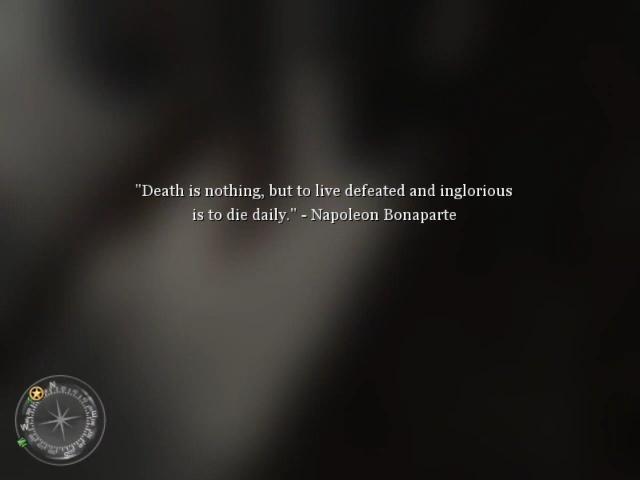 "Death is nothing, but to live defeated and inglorious
is to die daily." - Napoleon Bonaparte
N
W
S